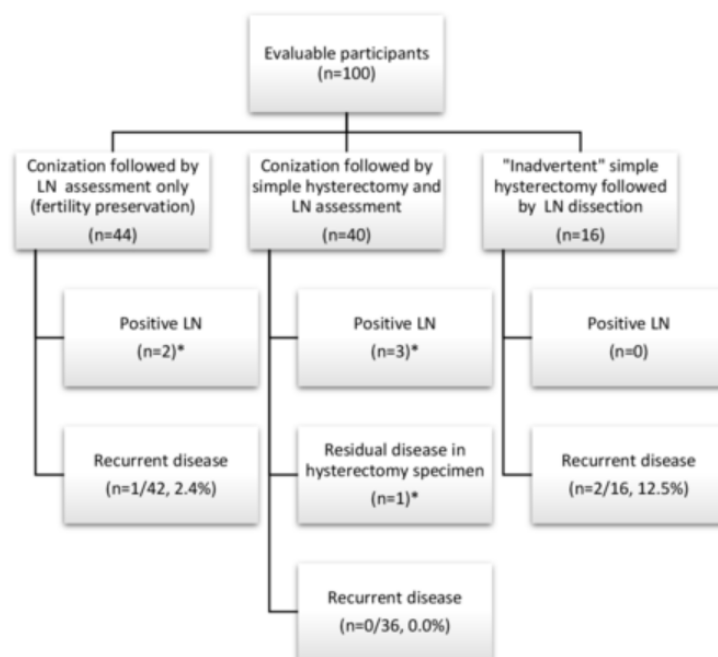 Evaluable participants
(n=100)
Conization followed by
LN assessment only
(fertility preservation)
(n=44)
Conization followed by
simple hysterectomy and
LN assessment
(n=40)
"Inadvertent" simple
hysterectomy followed
by LN dissection
(n=16)
Positive LN
(n=2)*
Positive LN
(n=3)*
Positive LN
(n=0)
Recurrent disease
(n=1/42, 2.4%)
Residual disease in
hysterectomy specimen
(n=1)*
Recurrent disease
(n=2/16, 12.5%)
Recurrent disease
(n=0/36, 0.0%)